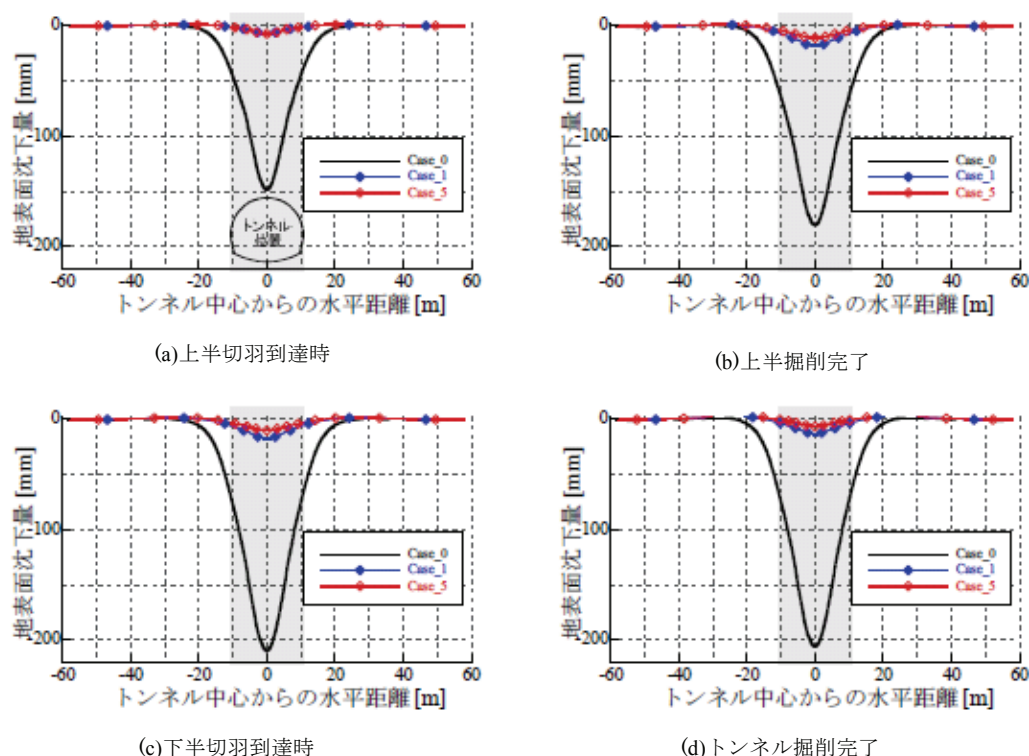 0
-100
-200
地表面沈下量 [mm]
Case_0
Case_1
Case_5
トンネル
位置
-60 -40 -20 0 20 40 60
トンネル中心からの水平距離 [m]
(a)上半切羽到達時
0
-100
-200
地表面沈下量 [mm]
Case_0
Case_1
Case_5
-60 -40 -20 0 20 40 60
トンネル中心からの水平距離 [m]
(b)上半掘削完了
0
-100
-200
地表面沈下量 [mm]
Case_0
Case_1
Case_5
-60 -40 -20 0 20 40 60
トンネル中心からの水平距離 [m]
(c)下半切羽到達時
0
-100
-200
地表面沈下量 [mm]
Case_0
Case_1
Case_5
-60 -40 -20 0 20 40 60
トンネル中心からの水平距離 [m]
(d)トンネル掘削完了